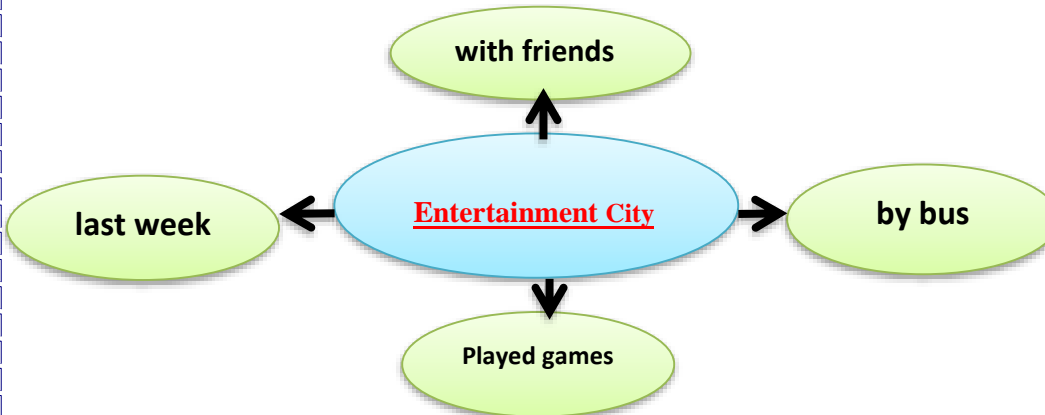 with friends
last week
Entertainment City
by bus
Played games